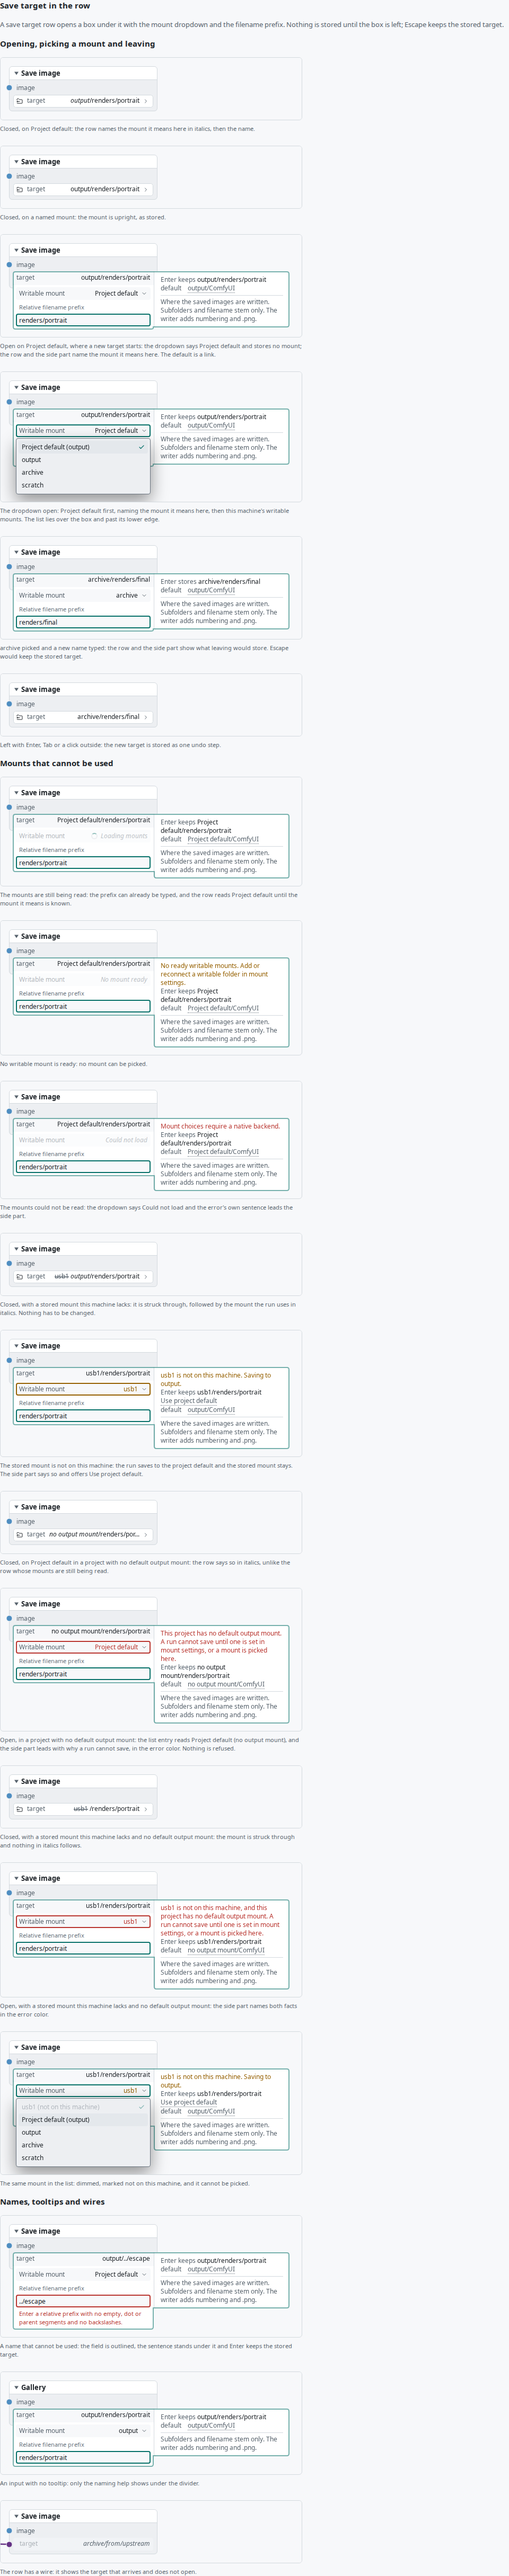 Save target in the row
A save target row opens a box under it with the mount dropdown and the filename prefix. Nothing is stored until the box is left; Escape keeps the stored target.
Opening, picking a mount and leaving
Save image
image
target output/renders/portrait
Closed, on Project default: the row names the mount it means here in italics, then the name.
Save image
image
target output/renders/portrait
Closed, on a named mount: the mount is upright, as stored.
Save image
image
target output/renders/portrait
Writable mount Project default
Relative filename prefix
renders/portrait
Enter keeps output/renders/portrait
default output/ComfyUI
Where the saved images are written.
Subfolders and filename stem only. The
writer adds numbering and .png.
Open on Project default, where a new target starts: the dropdown says Project default and stores no mount;
the row and the side part name the mount it means here. The default is a link.
Save image
image
target output/renders/portrait
Writable mount Project default
Project default (output)
output
archive
scratch
Enter keeps output/renders/portrait
default output/ComfyUI
Where the saved images are written.
Subfolders and filename stem only. The
writer adds numbering and .png.
The dropdown open: Project default first, naming the mount it means here, then this machine's writable
mounts. The list lies over the box and past its lower edge.
Save image
image
target archive/renders/final
Writable mount archive
Relative filename prefix
renders/final
Enter stores archive/renders/final
default output/ComfyUI
Where the saved images are written.
Subfolders and filename stem only. The
writer adds numbering and .png.
archive picked and a new name typed: the row and the side part show what leaving would store. Escape
would keep the stored target.
Save image
image
target archive/renders/final
Left with Enter, Tab or a click outside: the new target is stored as one undo step.
Mounts that cannot be used
Save image
image
target Project default/renders/portrait
Writable mount Loading mounts
Relative filename prefix
renders/portrait
Enter keeps Project
default/renders/portrait
default Project default/ComfyUI
Where the saved images are written.
Subfolders and filename stem only. The
writer adds numbering and .png.
The mounts are still being read: the prefix can already be typed, and the row reads Project default until the
mount it means is known.
Save image
image
target Project default/renders/portrait
Writable mount No mount ready
Relative filename prefix
renders/portrait
No ready writable mounts. Add or
reconnect a writable folder in mount
settings.
Enter keeps Project
default/renders/portrait
default Project default/ComfyUI
Where the saved images are written.
Subfolders and filename stem only. The
writer adds numbering and .png.
No writable mount is ready: no mount can be picked.
Save image
image
target Project default/renders/portrait
Writable mount Could not load
Relative filename prefix
renders/portrait
Mount choices require a native backend.
Enter keeps Project
default/renders/portrait
default Project default/ComfyUI
Where the saved images are written.
Subfolders and filename stem only. The
writer adds numbering and .png.
The mounts could not be read: the dropdown says Could not load and the error's own sentence leads the
side part.
Save image
image
target usb1 output/renders/portrait
Closed, with a stored mount this machine lacks: it is struck through, followed by the mount the run uses in
italics. Nothing has to be changed.
Save image
image
target usb1/renders/portrait
Writable mount usb1
Relative filename prefix
renders/portrait
usb1 is not on this machine. Saving to
output.
Enter keeps usb1/renders/portrait
Use project default
default output/ComfyUI
Where the saved images are written.
Subfolders and filename stem only. The
writer adds numbering and .png.
The stored mount is not on this machine: the run saves to the project default and the stored mount stays.
The side part says so and offers Use project default.
Save image
image
target no output mount/renders/por...
Closed, on Project default in a project with no default output mount: the row says so in italics, unlike the
row whose mounts are still being read.
Save image
image
target no output mount/renders/portrait
Writable mount Project default
Relative filename prefix
renders/portrait
This project has no default output mount.
A run cannot save until one is set in
mount settings, or a mount is picked
here.
Enter keeps no output
mount/renders/portrait
default no output mount/ComfyUI
Where the saved images are written.
Subfolders and filename stem only. The
writer adds numbering and .png.
Open, in a project with no default output mount: the list entry reads Project default (no output mount), and
the side part leads with why a run cannot save, in the error color. Nothing is refused.
Save image
image
target usb1 /renders/portrait
Closed, with a stored mount this machine lacks and no default output mount: the mount is struck through
and nothing in italics follows.
Save image
image
target usb1/renders/portrait
Writable mount usb1
Relative filename prefix
renders/portrait
usb1 is not on this machine, and this
project has no default output mount. A
run cannot save until one is set in mount
settings, or a mount is picked here.
Enter keeps usb1/renders/portrait
default no output mount/ComfyUI
Where the saved images are written.
Subfolders and filename stem only. The
writer adds numbering and .png.
Open, with a stored mount this machine lacks and no default output mount: the side part names both facts
in the error color.
Save image
image
target usb1/renders/portrait
Writable mount usb1
usb1 (not on this machine)
Project default (output)
output
archive
scratch
usb1 is not on this machine. Saving to
output.
Enter keeps usb1/renders/portrait
Use project default
default output/ComfyUI
Where the saved images are written.
Subfolders and filename stem only. The
writer adds numbering and .png.
The same mount in the list: dimmed, marked not on this machine, and it cannot be picked.
Names, tooltips and wires
Save image
image
target output/../escape
Writable mount Project default
Relative filename prefix
../escape
Enter a relative prefix with no empty, dot or
parent segments and no backslashes.
Enter keeps output/renders/portrait
default output/ComfyUI
Where the saved images are written.
Subfolders and filename stem only. The
writer adds numbering and .png.
A name that cannot be used: the field is outlined, the sentence stands under it and Enter keeps the stored
target.
Gallery
image
target output/renders/portrait
Writable mount output
Relative filename prefix
renders/portrait
Enter keeps output/renders/portrait
default output/ComfyUI
Subfolders and filename stem only. The
writer adds numbering and .png.
An input with no tooltip: only the naming help shows under the divider.
Save image
image
target archive/from/upstream
The row has a wire: it shows the target that arrives and does not open.